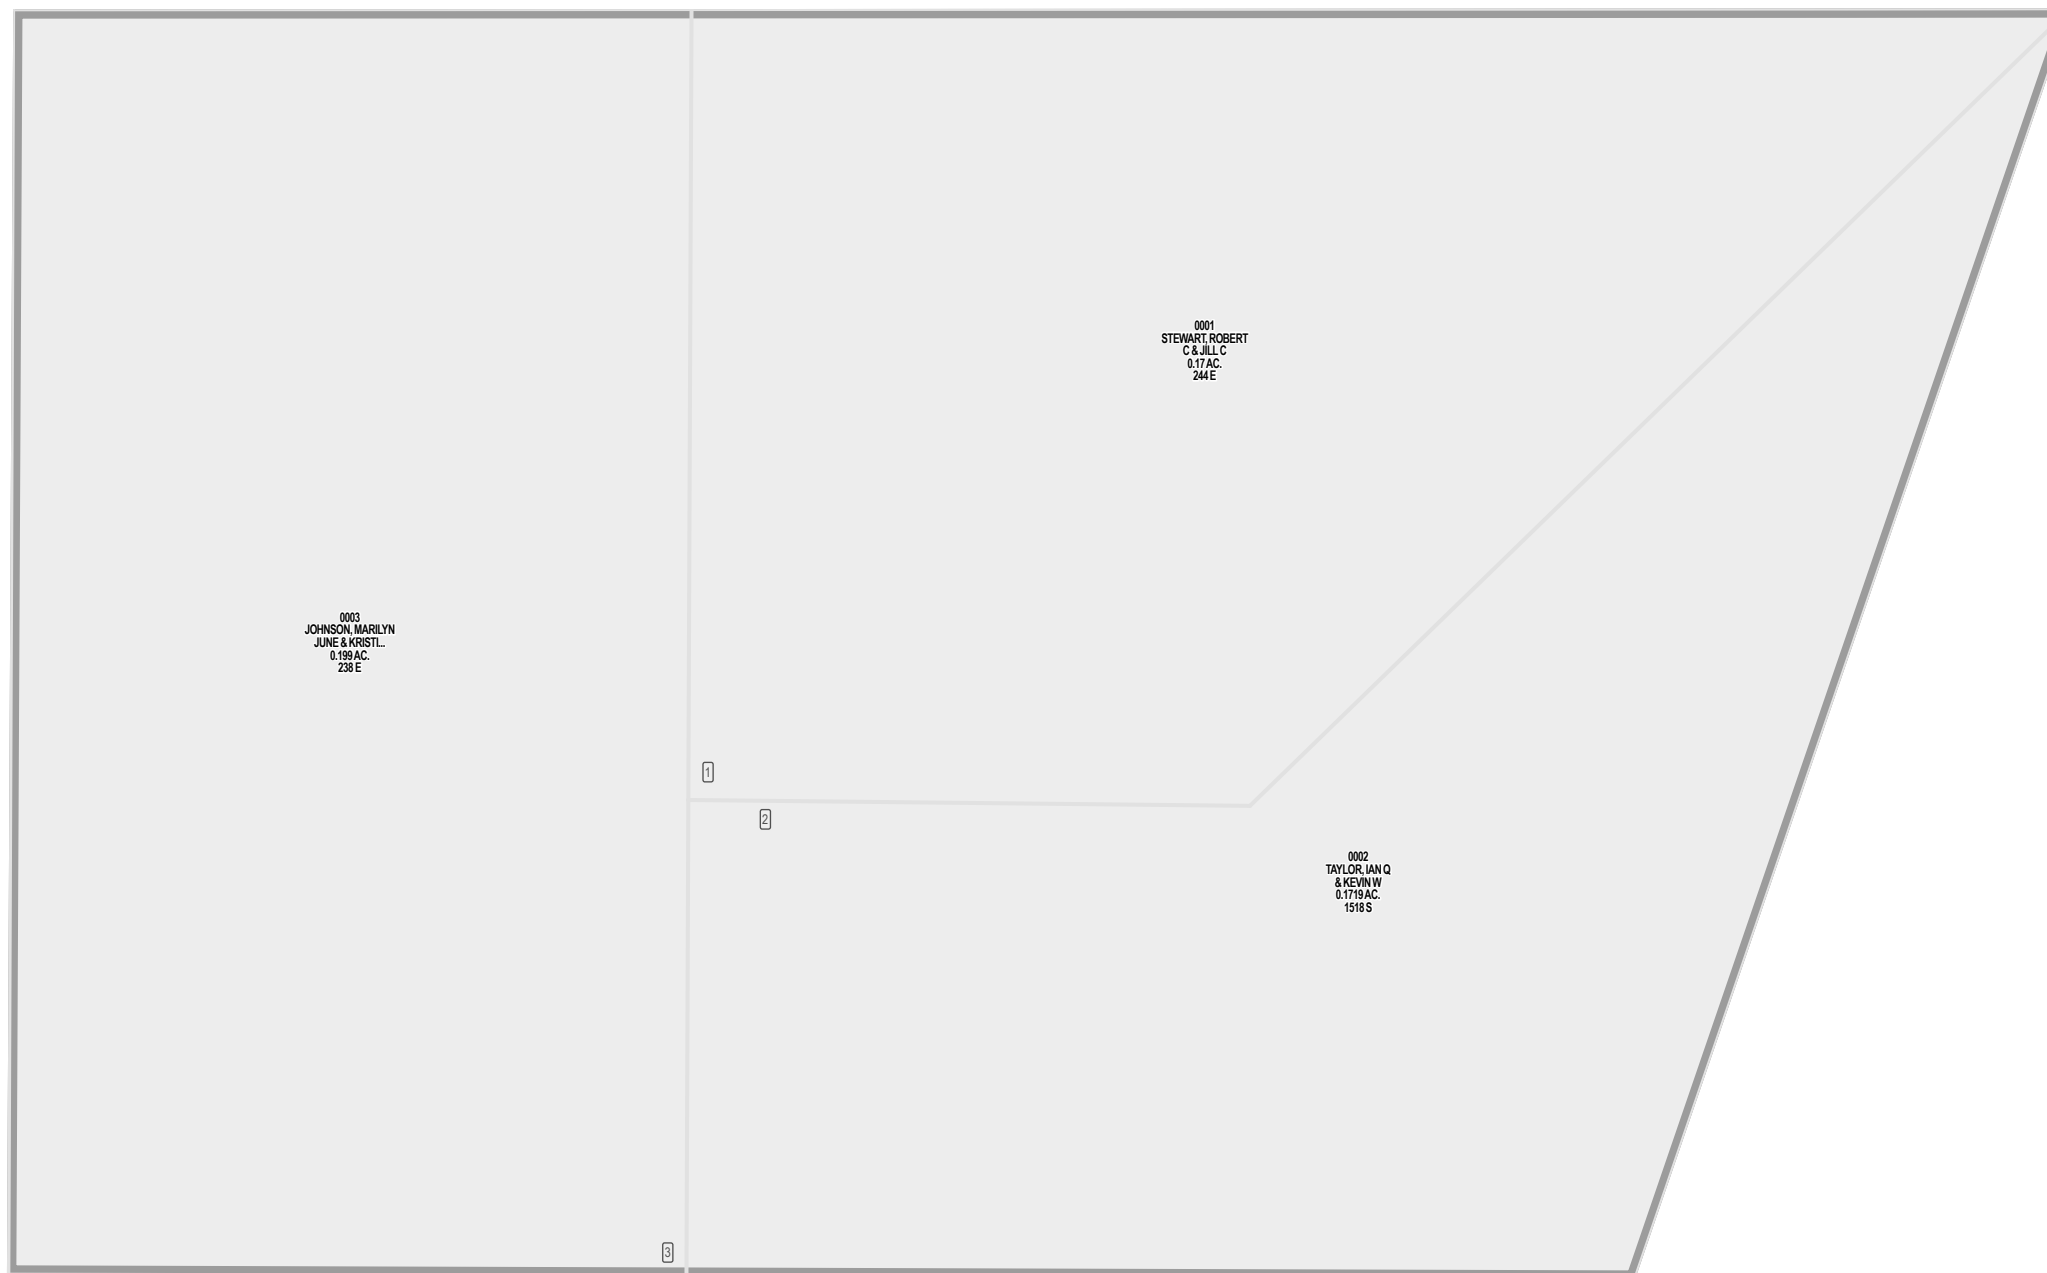 0001
STEWART, ROBERT
C & JILL C
0.17 AC.
244 E
0003
JOHNSON, MARILYN
JUNE & KRISTI...
0.199 AC.
238 E
1
2
0002
TAYLOR, IAN Q
& KEVIN W
0.1719 AC.
1518 S
3